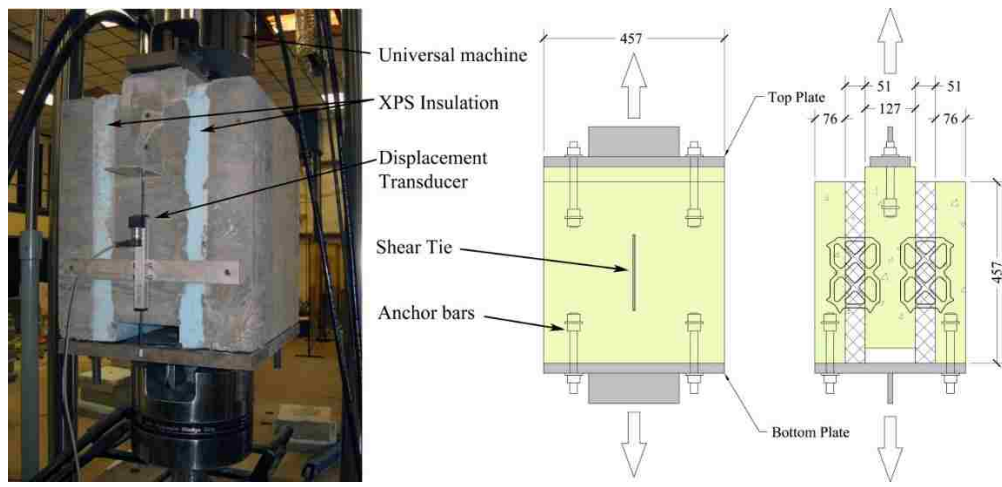 Universal machine
XPS Insulation
Displacement
Transducer
Shear Tie
Anchor bars
457
Top Plate
Bottom Plate
51
51
127
76
76
457